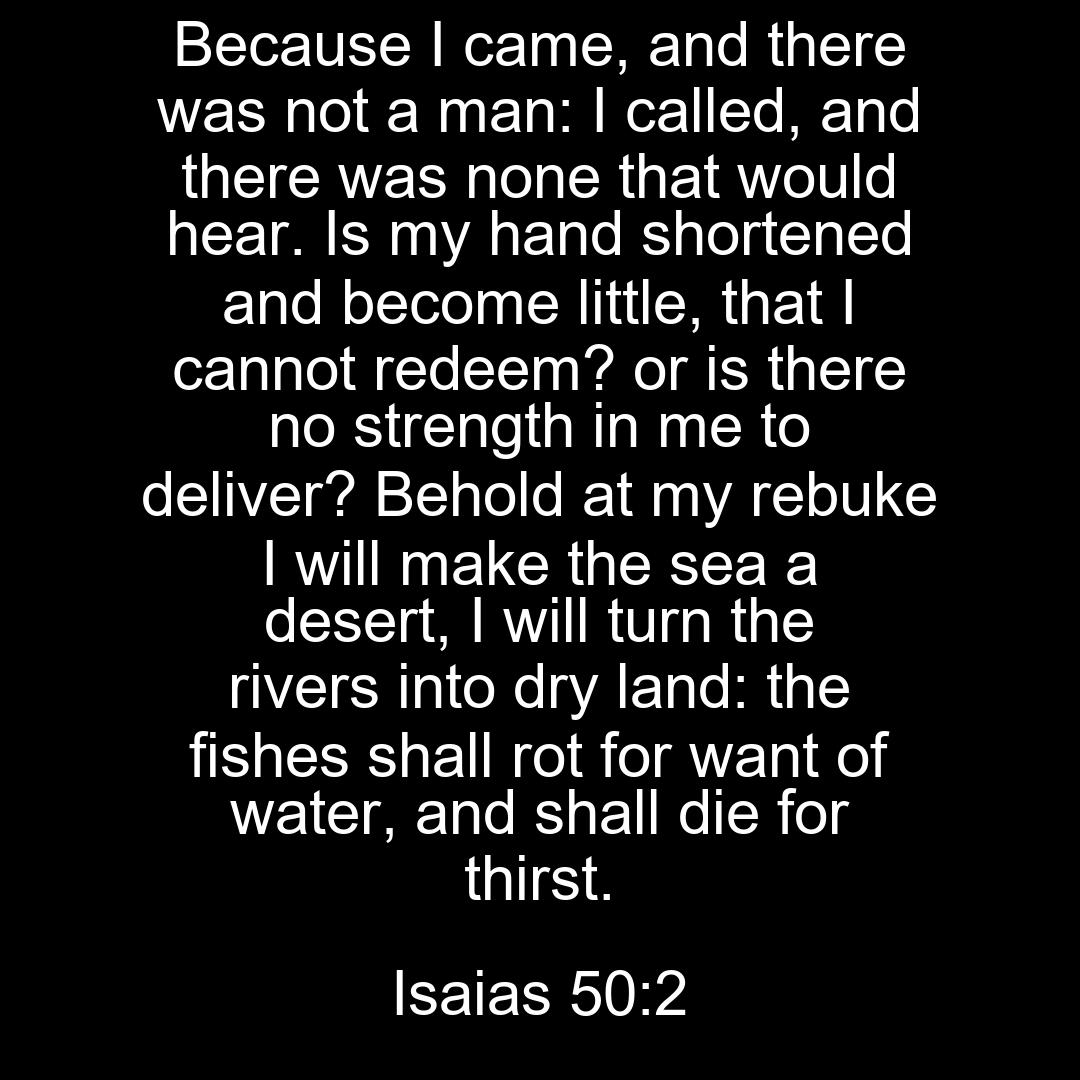 Because I came, and there
was not a man: I called, and
there was none that would
hear. Is my hand shortened
and become little, that I
cannot redeem? or is there
no strength in me to
deliver? Behold at my rebuke
I will make the sea a
desert, I will turn the
rivers into dry land: the
fishes shall rot for want of
water, and shall die for
thirst.
Isaias 50:2